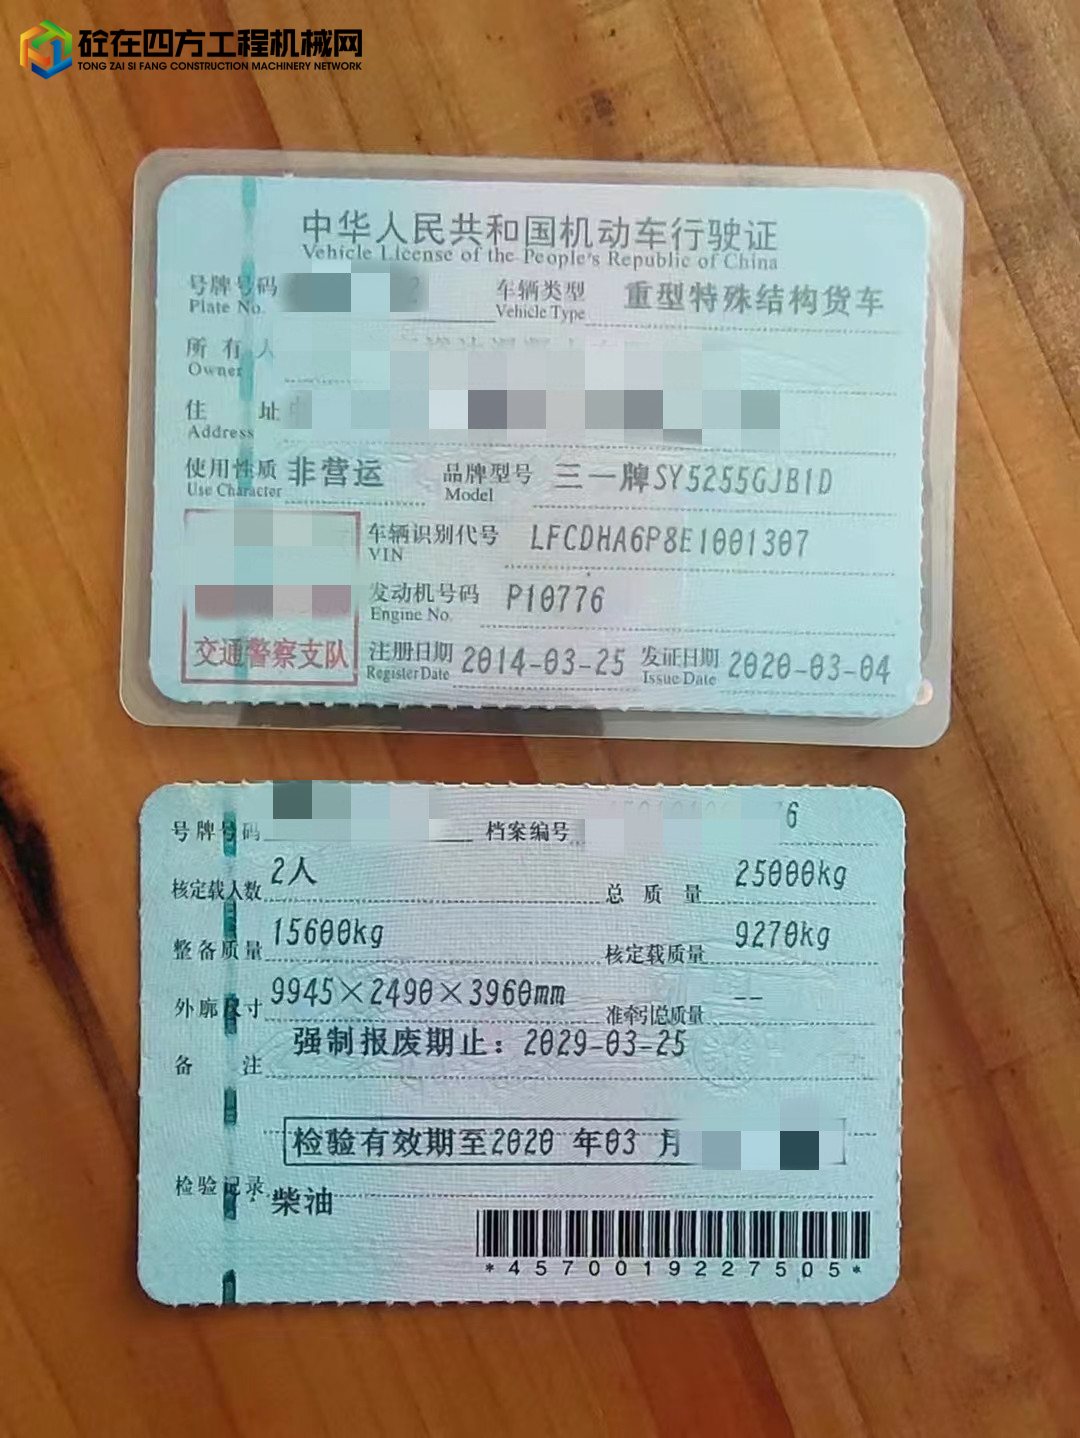 砼在四方工程机械网
TONG ZAI SI FANG CONSTRUCTION MACHINERY NETWORK
中华人民共和国机动车行驶证
Vehicle License of the People's Republic of China
号牌号码 2 车辆类型 重型特殊结构货车
Plate No. Vehicle Type
所有人
Owner
住址
Address
使用性质 非营运 品牌型号 三一牌SY5255GJB1D
Use Character Model
车辆识别代号 LFCDHA6P8E1001307
VIN
发动机号码 P10776
Engine No.
交通警察支队 注册日期 2014-03-25 发证日期 2020-03-04
Register Date Issue Date
号牌号码 档案编号 6
核定载人数 2人 总质量 25000kg
整备质量 15600kg 核定载质量 9270kg
外廓尺寸 9945×2490×3960mm 准牵引总质量 --
备注 强制报废期止：2029-03-25
检验有效期至2020 年03 月
检验记录 柴油
*4570019227505*